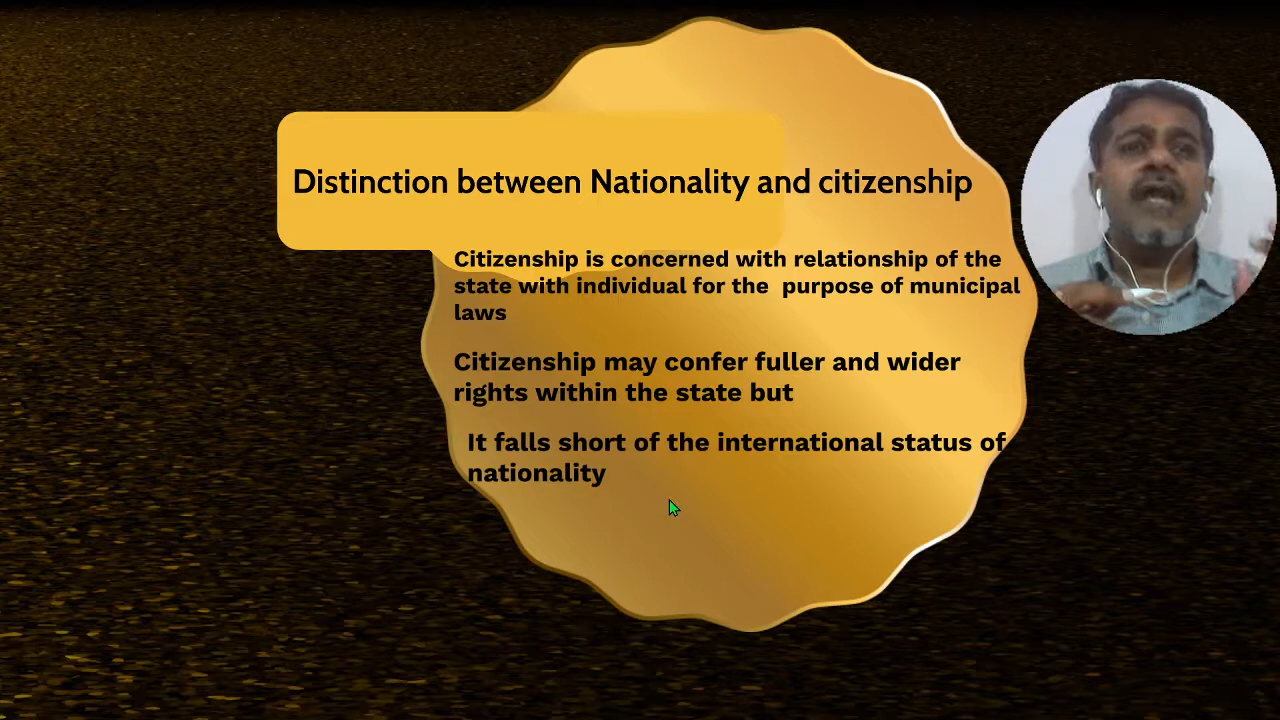 Distinction between Nationality and citizenship
Citizenship is concerned with relationship of the
state with individual for the  purpose of municipal
laws
Citizenship may confer fuller and wider
rights within the state but
It falls short of the international status of
nationality